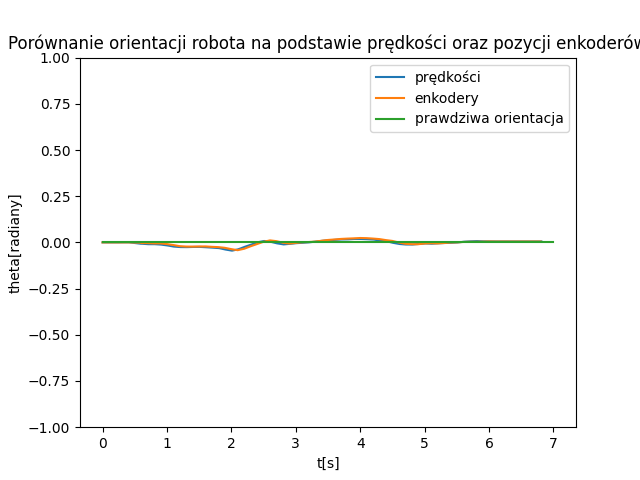 Porównanie orientacji robota na podstawie prędkości oraz pozycji enkoderów
1.00
0.75
0.50
0.25
0.00
−0.25
−0.50
−0.75
−1.00
theta[radiany]
prędkości
enkodery
prawdziwa orientacja
0 1 2 3 4 5 6 7
t[s]